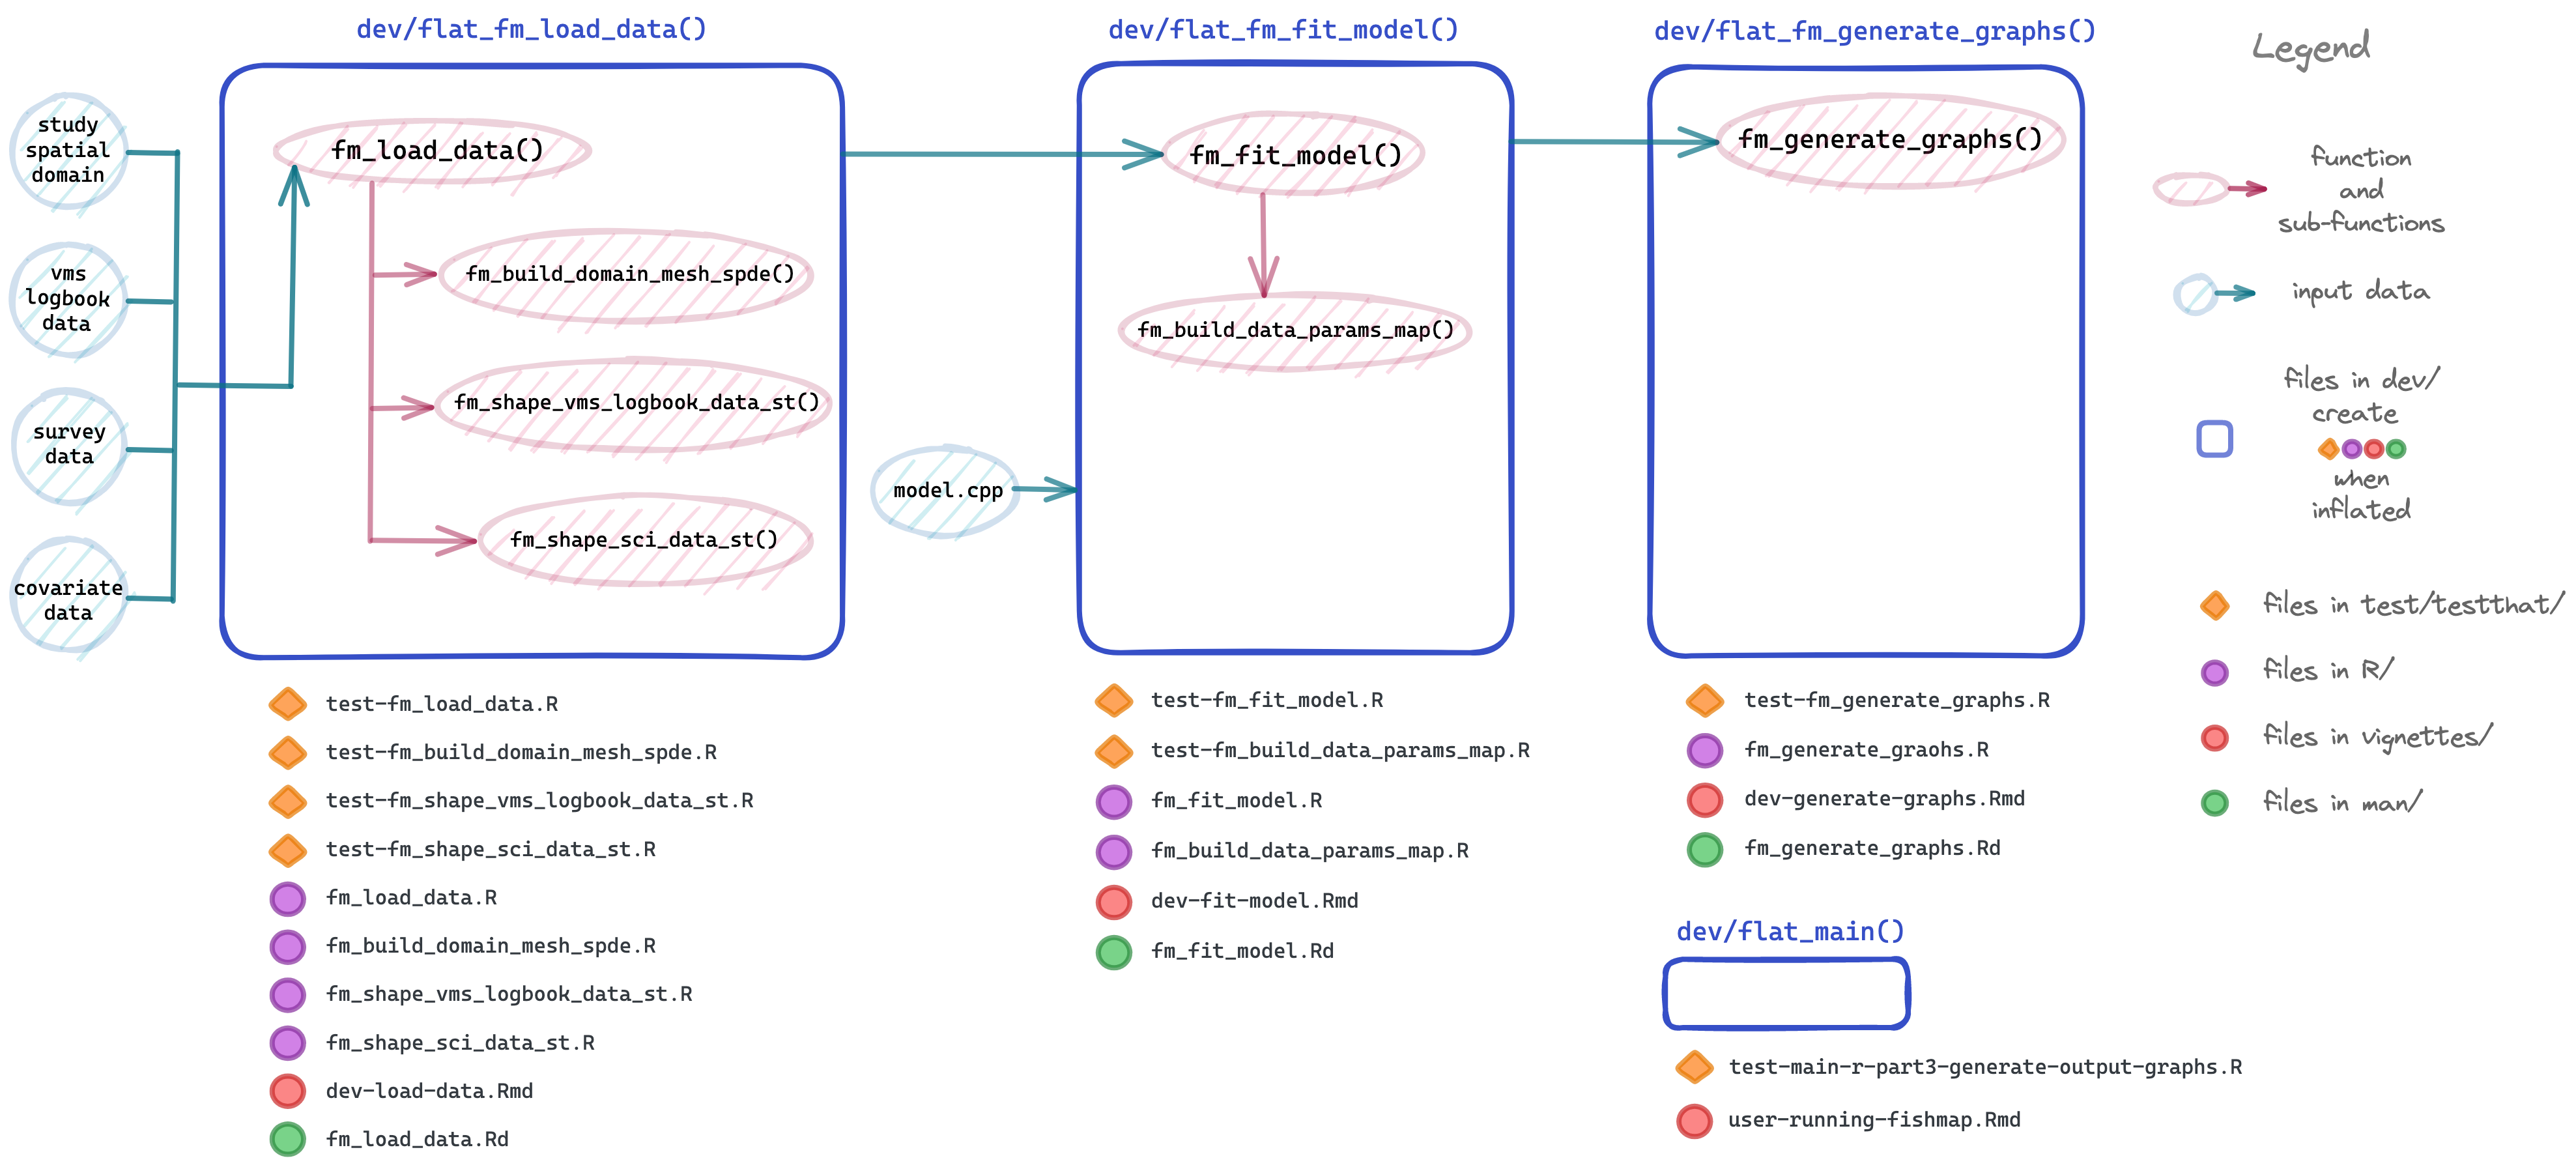 dev/flat_fm_load_data()
study
spatial
domain
vms
logbook
data
survey
data
covariate
data
fm_load_data()
fm_build_domain_mesh_spde()
fm_shape_vms_logbook_data_st()
fm_shape_sci_data_st()
test-fm_load_data.R
test-fm_build_domain_mesh_spde.R
test-fm_shape_vms_logbook_data_st.R
test-fm_shape_sci_data_st.R
fm_load_data.R
fm_build_domain_mesh_spde.R
fm_shape_vms_logbook_data_st.R
fm_shape_sci_data_st.R
dev-load-data.Rmd
fm_load_data.Rd
dev/flat_fm_fit_model()
fm_fit_model()
fm_build_data_params_map()
model.cpp
test-fm_fit_model.R
test-fm_build_data_params_map.R
fm_fit_model.R
fm_build_data_params_map.R
dev-fit-model.Rmd
fm_fit_model.Rd
dev/flat_fm_generate_graphs()
fm_generate_graphs()
test-fm_generate_graphs.R
fm_generate_graohs.R
dev-generate-graphs.Rmd
fm_generate_graphs.Rd
dev/flat_main()
test-main-r-part3-generate-output-graphs.R
user-running-fishmap.Rmd
Legend
function
and
sub-functions
input data
files in dev/
create
when
inflated
files in test/testthat/
files in R/
files in vignettes/
files in man/